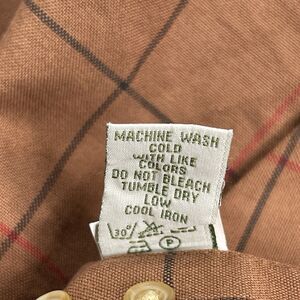 MACHINE WASH
COLD
WITH LIKE
COLORS
DO NOT BLEACH
TUMBLE DRY
LOW
COOL IRON
30°
P